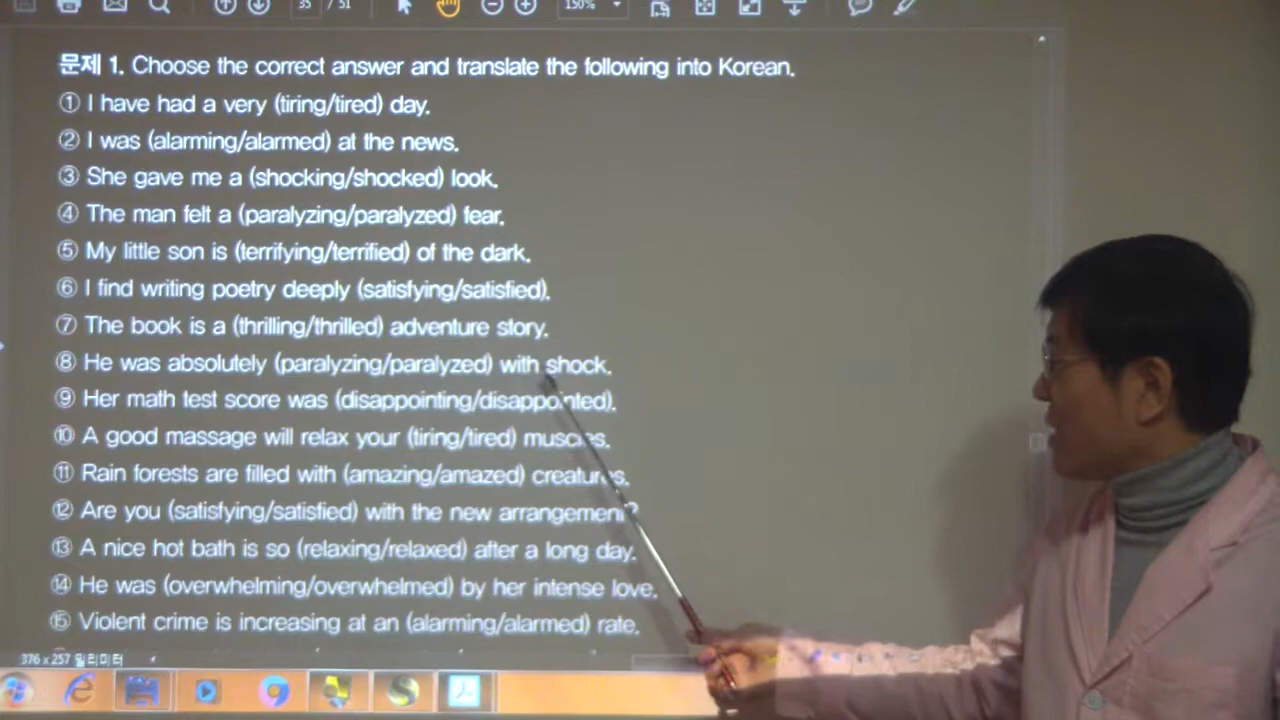 35 / 51
150%
문제 1. Choose the correct answer and translate the following into Korean.
① I have had a very (tiring/tired) day.
② I was (alarming/alarmed) at the news.
③ She gave me a (shocking/shocked) look.
④ The man felt a (paralyzing/paralyzed) fear.
⑤ My little son is (terrifying/terrified) of the dark.
⑥ I find writing poetry deeply (satisfying/satisfied).
⑦ The book is a (thrilling/thrilled) adventure story.
⑧ He was absolutely (paralyzing/paralyzed) with shock.
⑨ Her math test score was (disappointing/disappointed).
⑩ A good massage will relax your (tiring/tired) muscles.
⑪ Rain forests are filled with (amazing/amazed) creatures.
⑫ Are you (satisfying/satisfied) with the new arrangement?
⑬ A nice hot bath is so (relaxing/relaxed) after a long day.
⑭ He was (overwhelming/overwhelmed) by her intense love.
⑮ Violent crime is increasing at an (alarming/alarmed) rate.
376 x 257 밀리미터